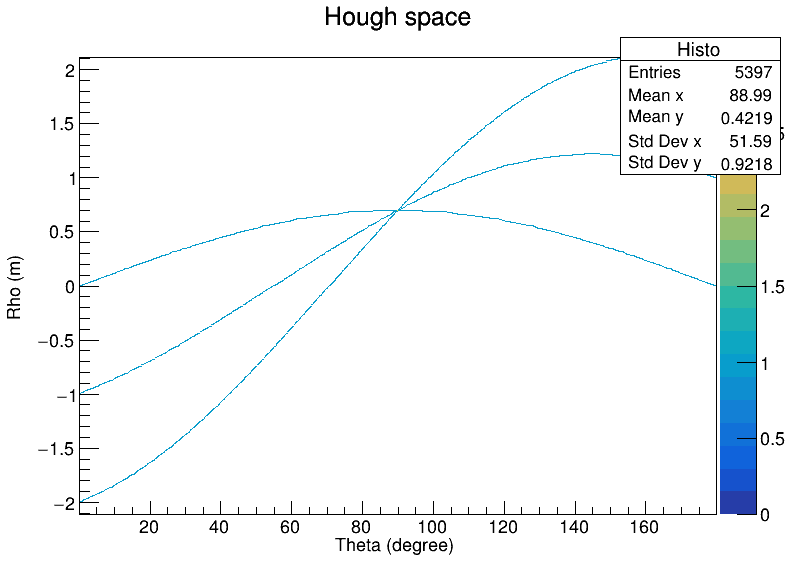 Hough space
Histo
Entries 5397
Mean x 88.99
Mean y 0.4219
Std Dev x 51.59
Std Dev y 0.9218
2
1.5
1
0.5
0
−0.5
−1
−1.5
−2
Rho (m)
20 40 60 80 100 120 140 160
Theta (degree)
5
2
1.5
1
0.5
0